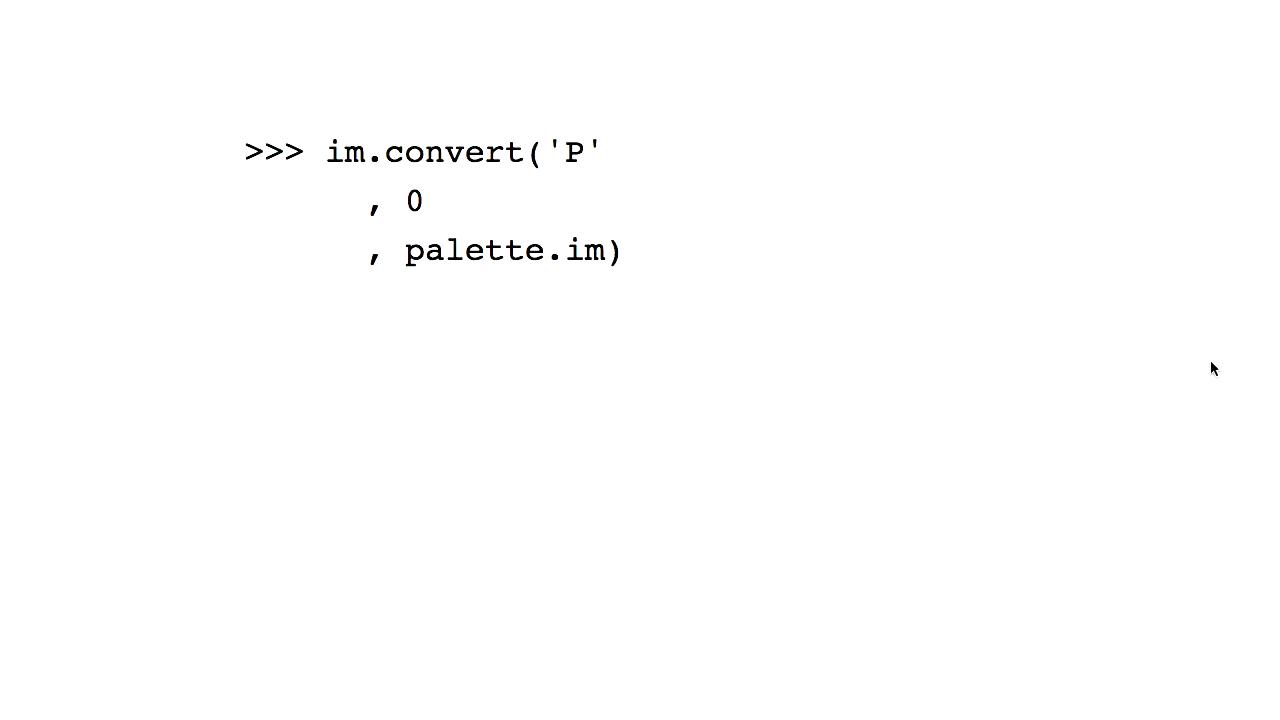 >>> im.convert('P'
, 0
, palette.im)